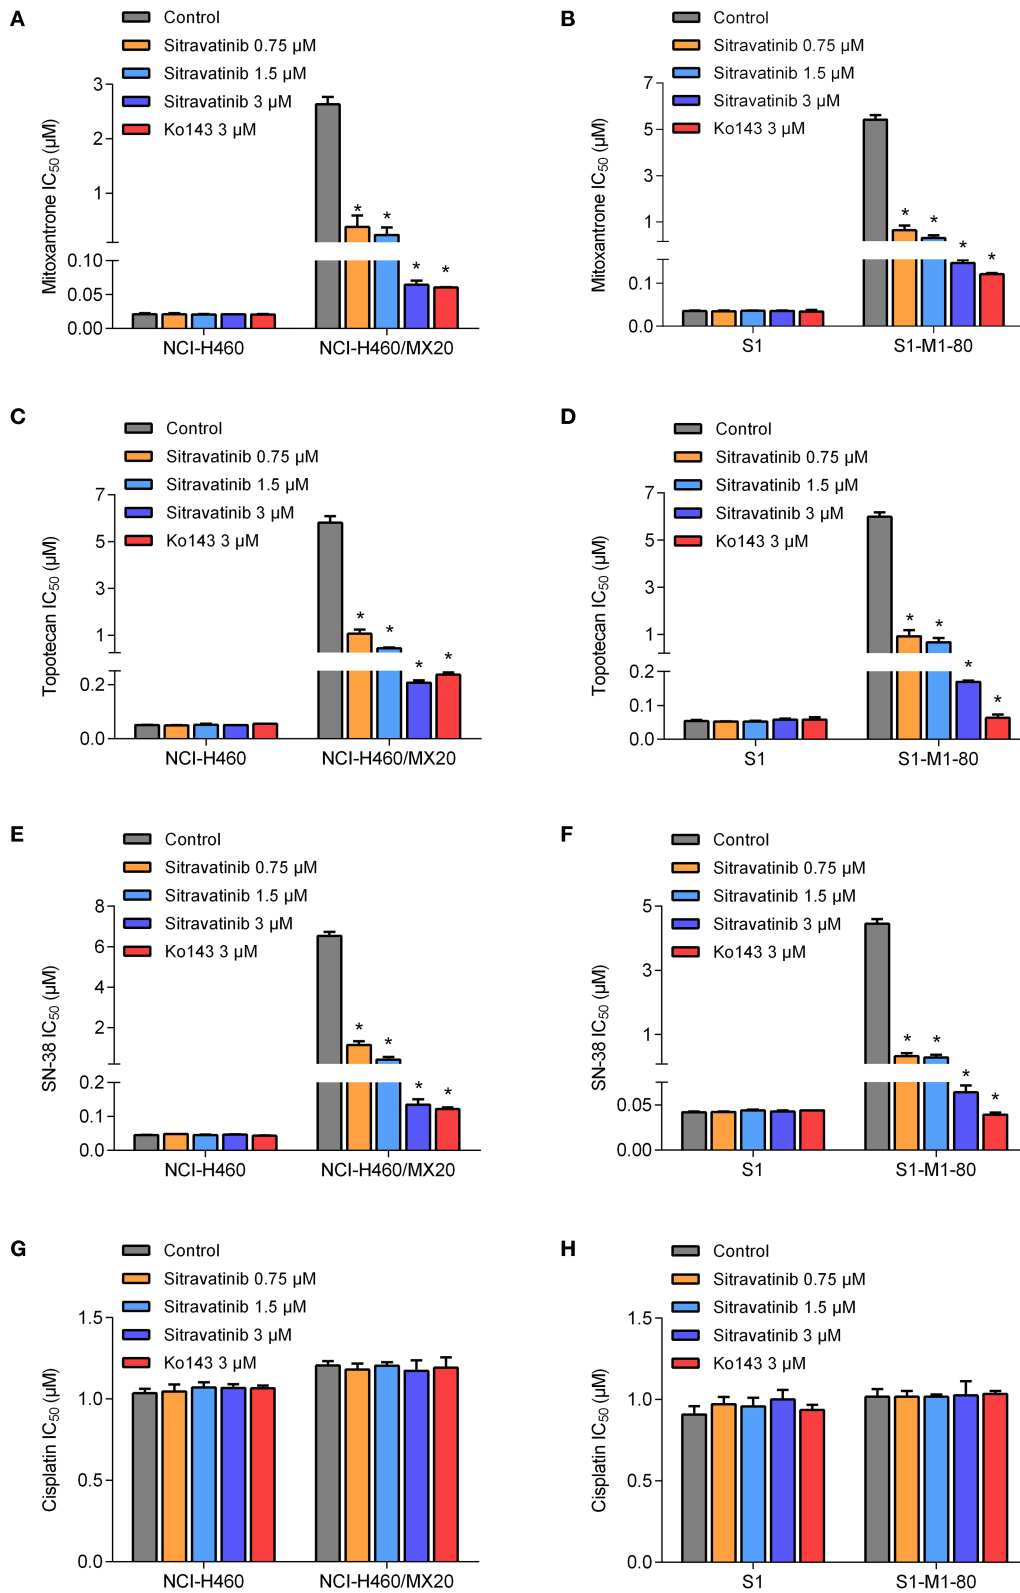 A
Control
Sitravatinib 0.75 µM
Sitravatinib 1.5 µM
Sitravatinib 3 µM
Ko143 3 µM
Mitoxantrone IC50 (µM)
3
2
1
0.10
0.05
0.00
* * * *
NCI-H460 NCI-H460/MX20
B
Control
Sitravatinib 0.75 µM
Sitravatinib 1.5 µM
Sitravatinib 3 µM
Ko143 3 µM
Mitoxantrone IC50 (µM)
7
5
3
1
0.1
0.0
* * * *
S1 S1-M1-80
C
Control
Sitravatinib 0.75 µM
Sitravatinib 1.5 µM
Sitravatinib 3 µM
Ko143 3 µM
Topotecan IC50 (µM)
7
5
3
1
0.2
0.0
* * * *
NCI-H460 NCI-H460/MX20
D
Control
Sitravatinib 0.75 µM
Sitravatinib 1.5 µM
Sitravatinib 3 µM
Ko143 3 µM
Topotecan IC50 (µM)
7
5
3
1
0.2
0.1
0.0
* * * *
S1 S1-M1-80
E
Control
Sitravatinib 0.75 µM
Sitravatinib 1.5 µM
Sitravatinib 3 µM
Ko143 3 µM
SN-38 IC50 (µM)
8
6
4
2
0.2
0.1
0.0
* * * *
NCI-H460 NCI-H460/MX20
F
Control
Sitravatinib 0.75 µM
Sitravatinib 1.5 µM
Sitravatinib 3 µM
Ko143 3 µM
SN-38 IC50 (µM)
5
3
1
0.05
0.00
* * * *
S1 S1-M1-80
G
Control
Sitravatinib 0.75 µM
Sitravatinib 1.5 µM
Sitravatinib 3 µM
Ko143 3 µM
Cisplatin IC50 (µM)
1.5
1.0
0.5
0.0
NCI-H460 NCI-H460/MX20
H
Control
Sitravatinib 0.75 µM
Sitravatinib 1.5 µM
Sitravatinib 3 µM
Ko143 3 µM
Cisplatin IC50 (µM)
1.5
1.0
0.5
0.0
S1 S1-M1-80